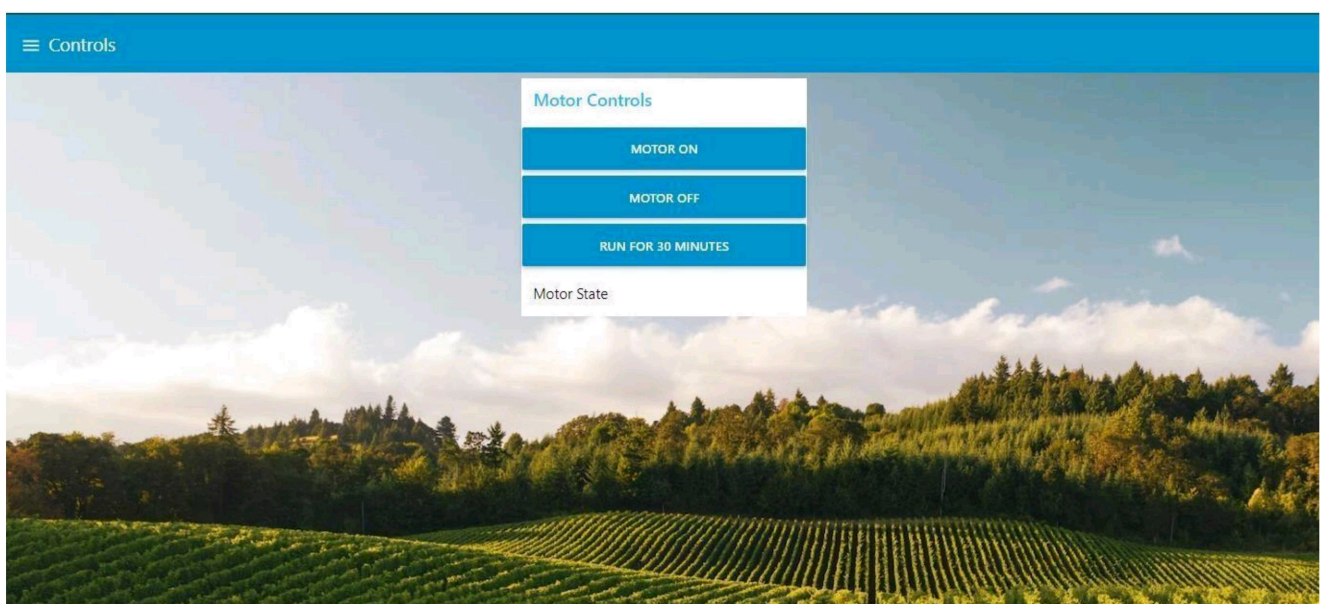 Controls
Motor Controls
MOTOR ON
MOTOR OFF
RUN FOR 30 MINUTES
Motor State